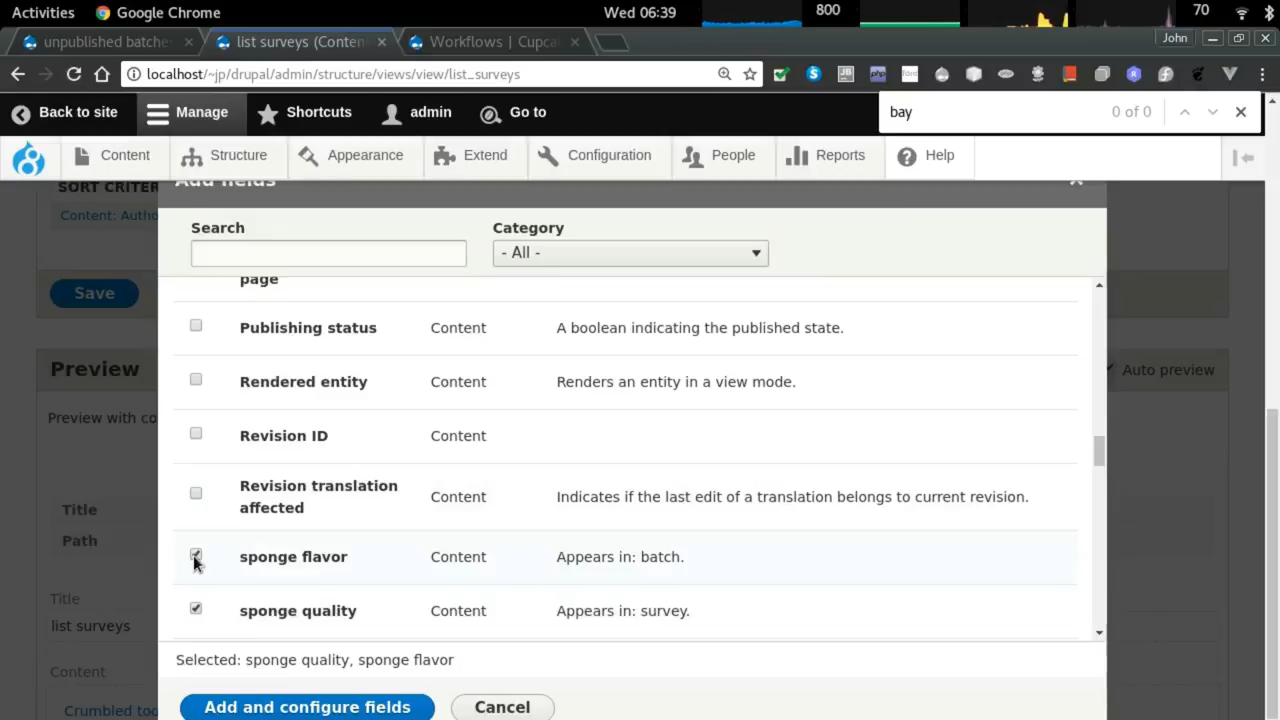 Activities Google Chrome Wed 06:39 800 70
unpublished batche list surveys (Conten Workflows | Cupca John
localhost/~jp/drupal/admin/structure/views/view/list_surveys
Back to site Manage Shortcuts admin Go to bay 0 of 0
Content Structure Appearance Extend Configuration People Reports Help
SORT CRITER Add fields
Content: Autho
Search Category
- All -
page
Save
Publishing status Content A boolean indicating the published state.
Preview Auto preview
Rendered entity Content Renders an entity in a view mode.
Preview with co
Revision ID Content
Revision translation affected Content Indicates if the last edit of a translation belongs to current revision.
Title
Path
sponge flavor Content Appears in: batch.
Title
sponge quality Content Appears in: survey.
list surveys
Selected: sponge quality, sponge flavor
Content
Add and configure fields Cancel
Crumbled too